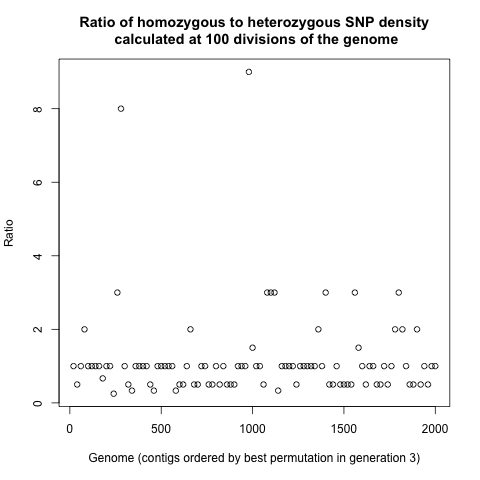 Ratio of homozygous to heterozygous SNP density
calculated at 100 divisions of the genome
8
6
4
2
0
Ratio
0 500 1000 1500 2000
Genome (contigs ordered by best permutation in generation 3)